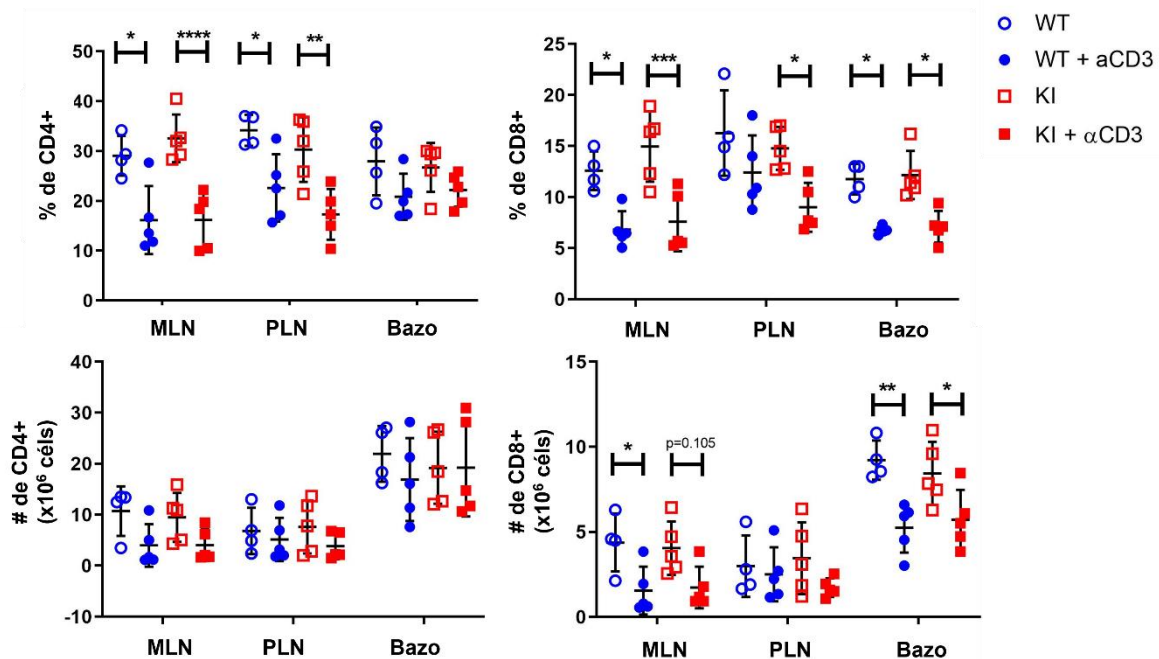 * **** * **
% de CD4+
50
40
30
20
10
0
MLN PLN Bazo
* *** * * *
% de CD8+
25
20
15
10
5
0
MLN PLN Bazo
WT
WT + aCD3
KI
KI + αCD3
# de CD4+
(x10⁶ céls)
40
30
20
10
0
-10
MLN PLN Bazo
* p=0.105 ** *
# de CD8+
(x10⁶ céls)
15
10
5
0
MLN PLN Bazo